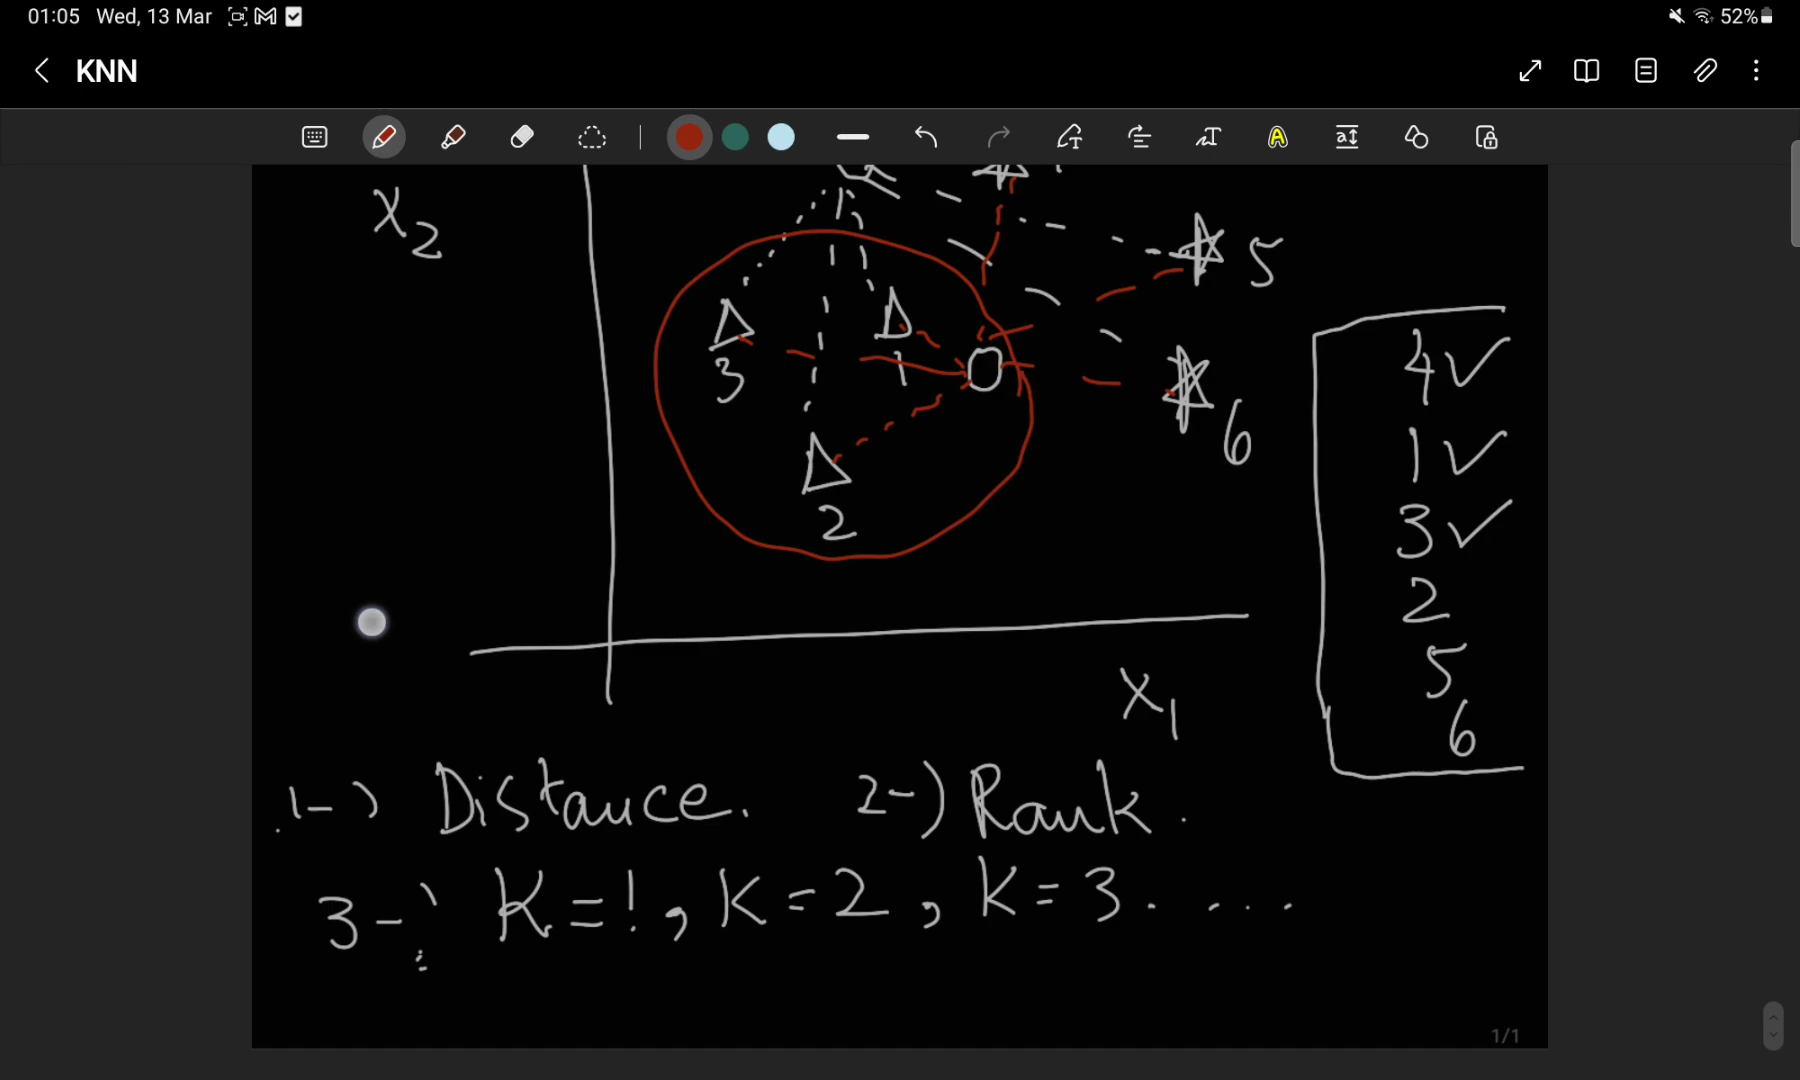 01:05 Wed, 13 Mar 52%
KNN
X2
5
3
1
O
6
2
X1
4✓
1✓
3✓
2
5
6
1-) Distance. 2-) Rank.
3-) K=!, K=2, K=3. ...
1/1